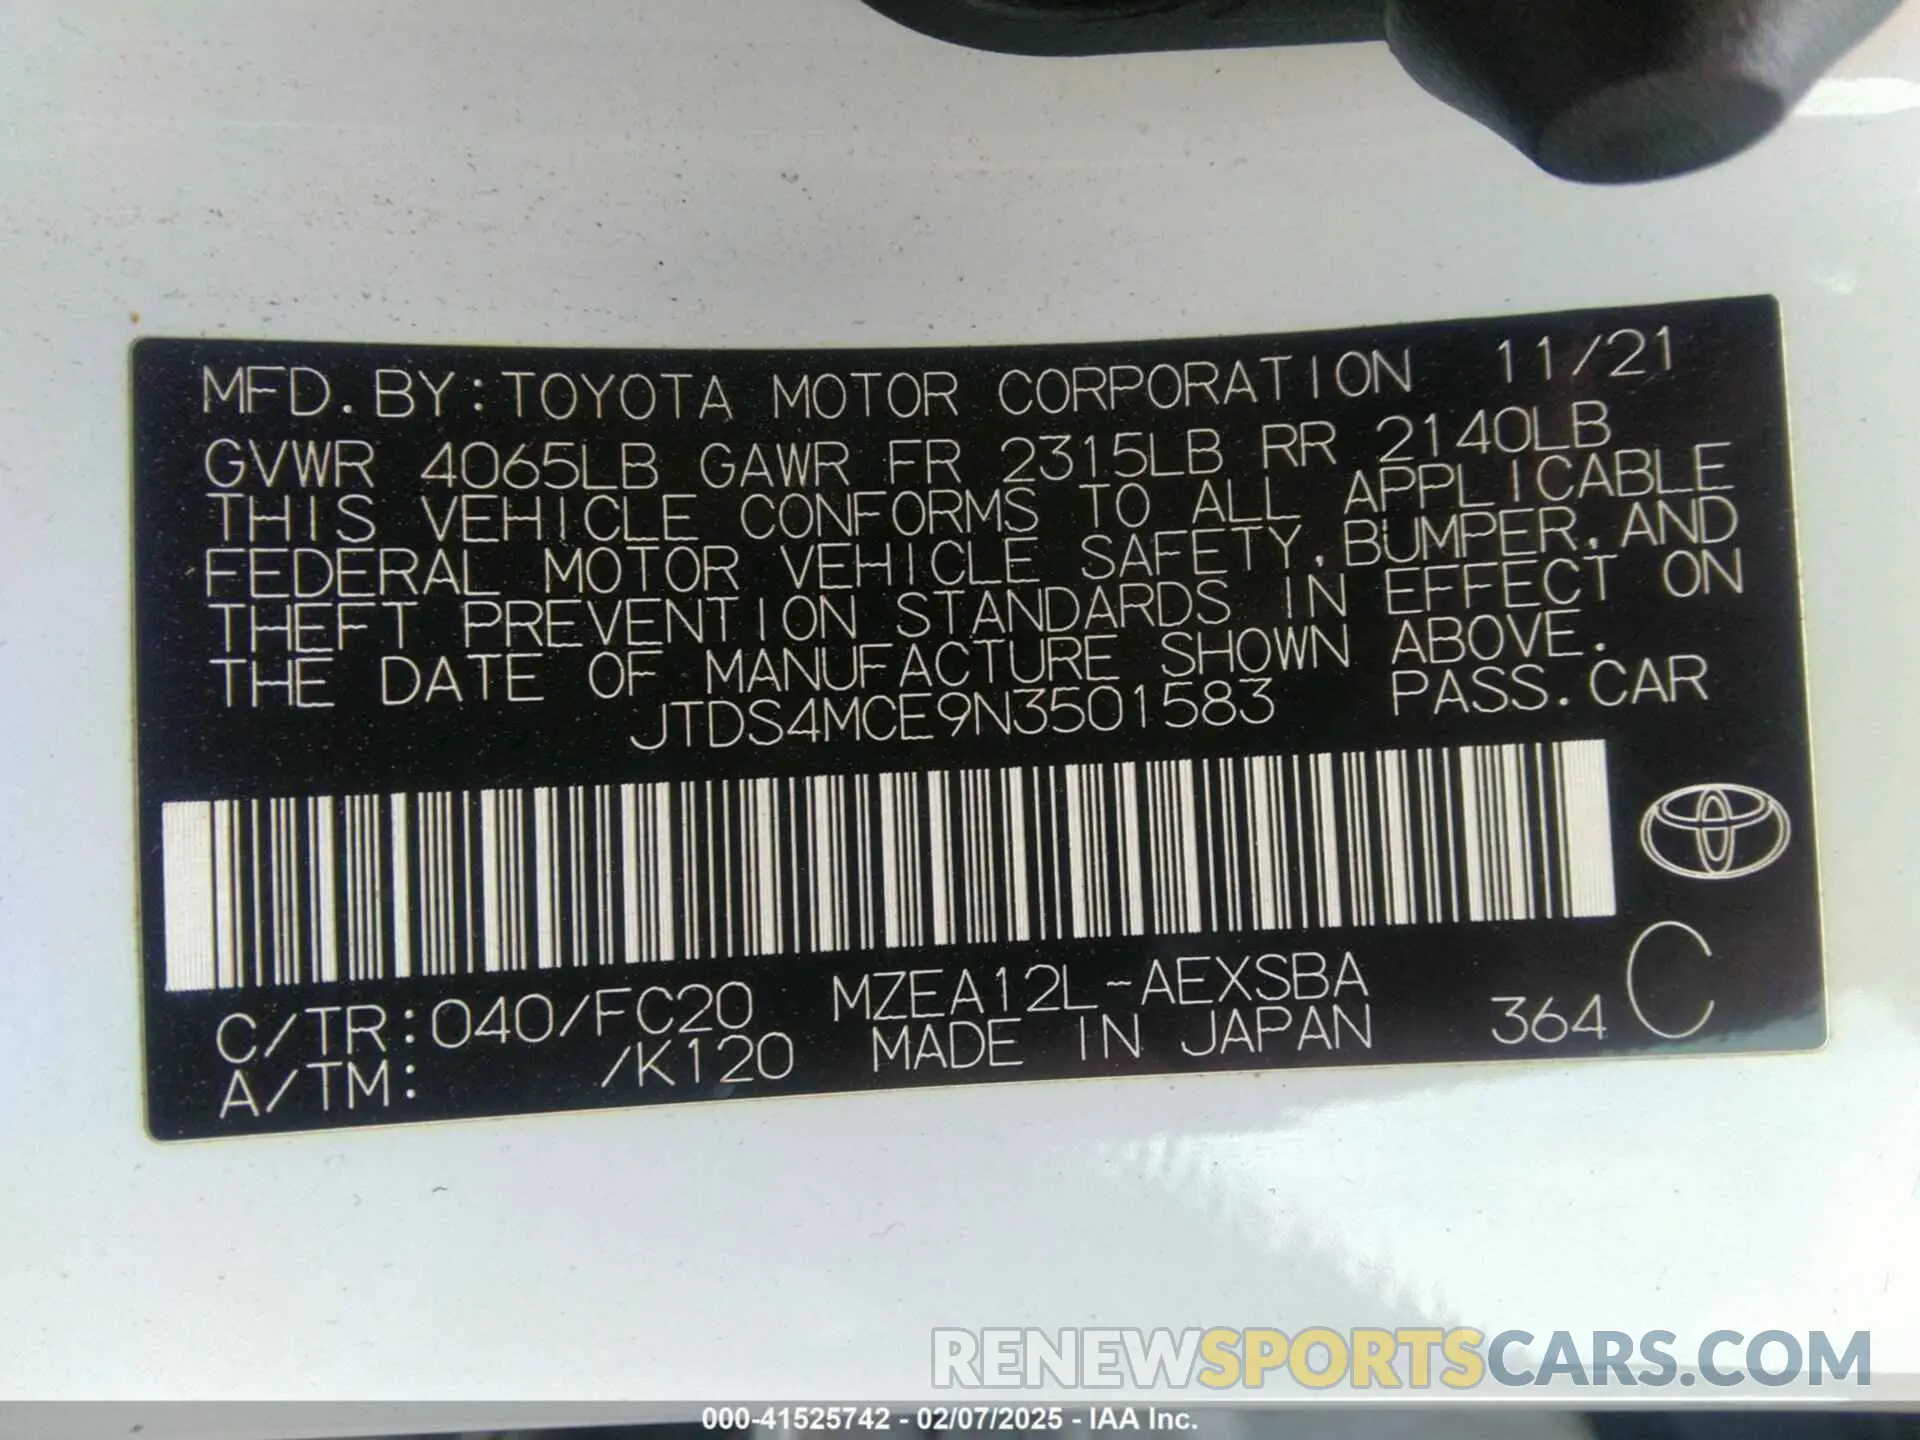 MFD. BY: TOYOTA MOTOR CORPORATION 11/21
GVWR 4065LB GAWR FR 2315LB RR 2140LB
THIS VEHICLE CONFORMS TO ALL APPLICABLE
FEDERAL MOTOR VEHICLE SAFETY, BUMPER, AND
THEFT PREVENTION STANDARDS IN EFFECT ON
THE DATE OF MANUFACTURE SHOWN ABOVE.
JTDS4MCE9N3501583 PASS. CAR
C/TR: 040/FC20 MZEA12L-AEXSBA
A/TM: /K120 MADE IN JAPAN 364 C
RENEWSPORTSCARS.COM
000-41525742 - 02/07/2025 - IAA Inc.